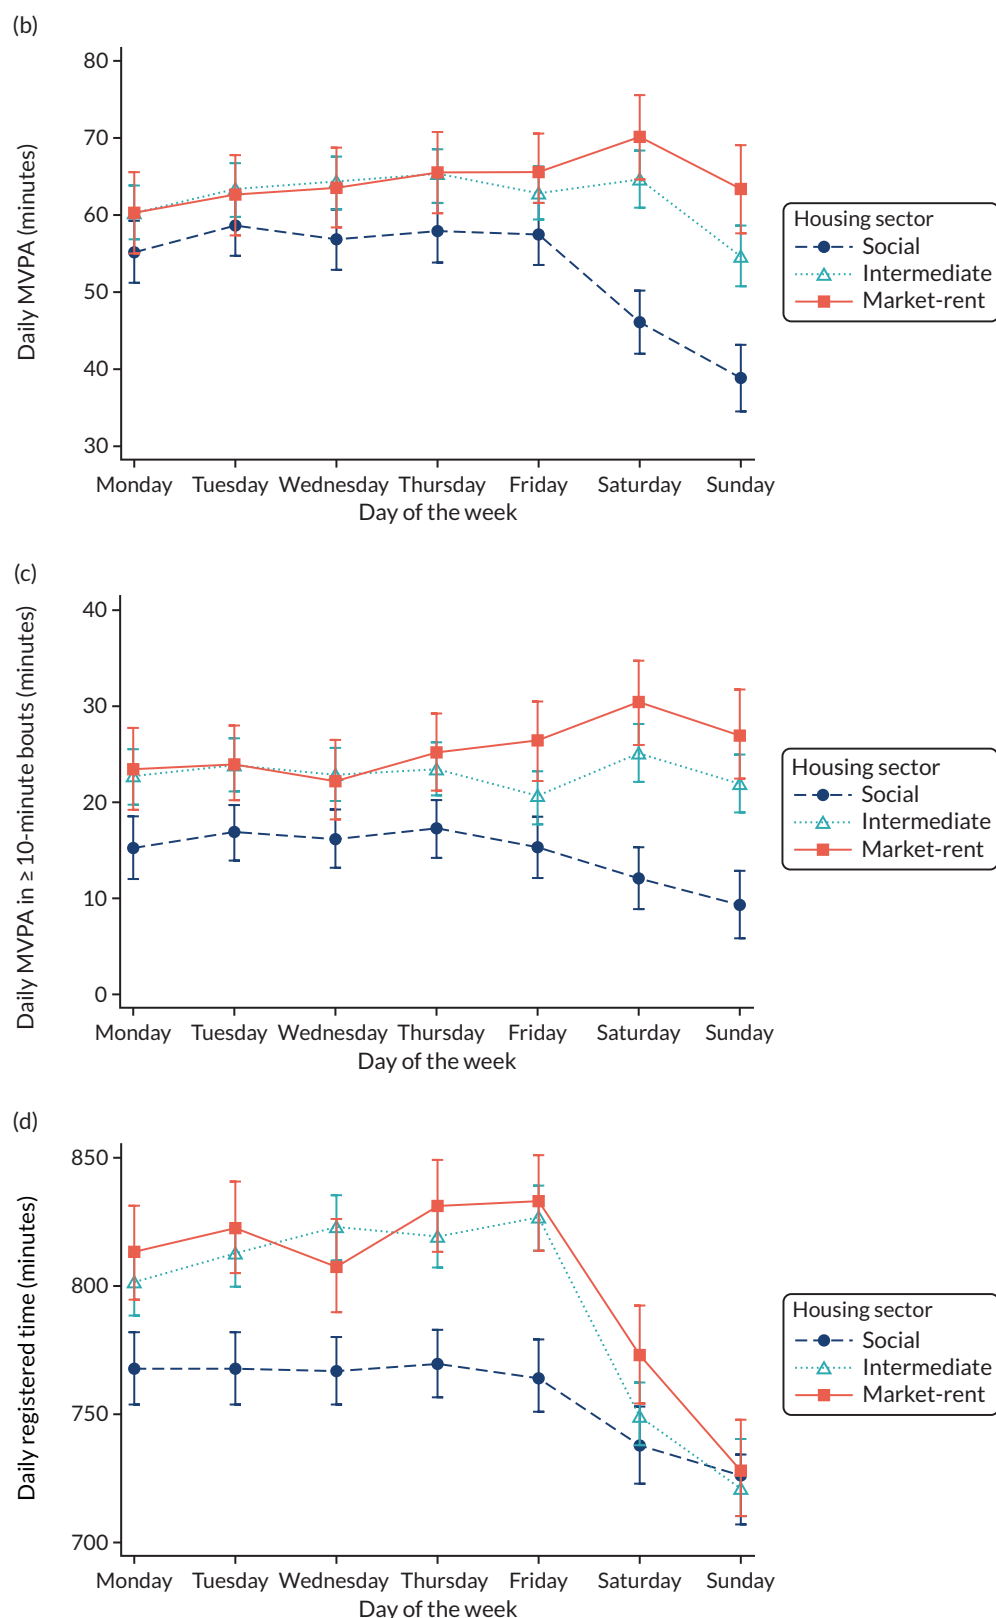 (b)
Daily MVPA (minutes)
80
70
60
50
40
30
Monday Tuesday Wednesday Thursday Friday Saturday Sunday
Day of the week
Housing sector
Social
Intermediate
Market-rent
(c)
Daily MVPA in ≥ 10-minute bouts (minutes)
40
30
20
10
0
Monday Tuesday Wednesday Thursday Friday Saturday Sunday
Day of the week
Housing sector
Social
Intermediate
Market-rent
(d)
Daily registered time (minutes)
850
800
750
700
Monday Tuesday Wednesday Thursday Friday Saturday Sunday
Day of the week
Housing sector
Social
Intermediate
Market-rent